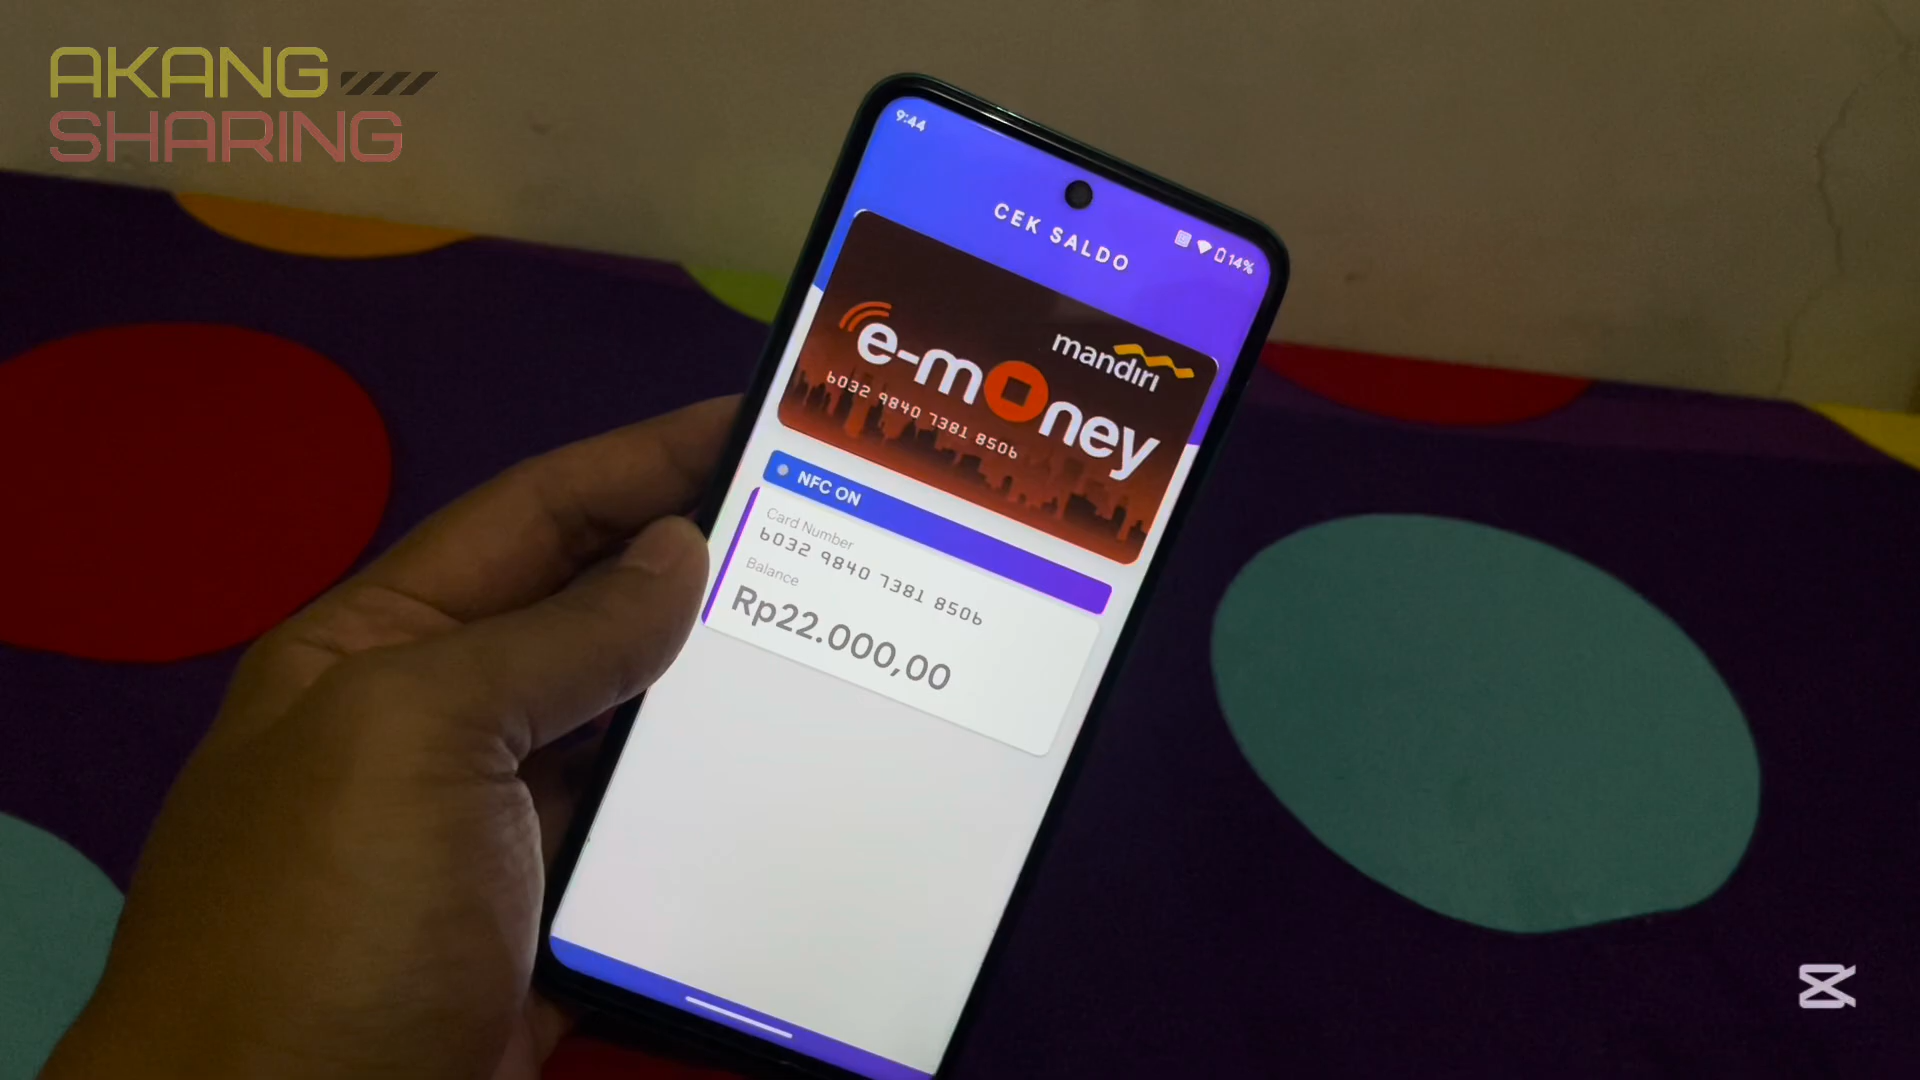 AKANG
SHARING
9:44
14%
CEK SALDO
mandiri
e-money
6032 9840 7381 8506
NFC ON
Card Number
6032 9840 7381 8506
Balance
Rp22.000,00